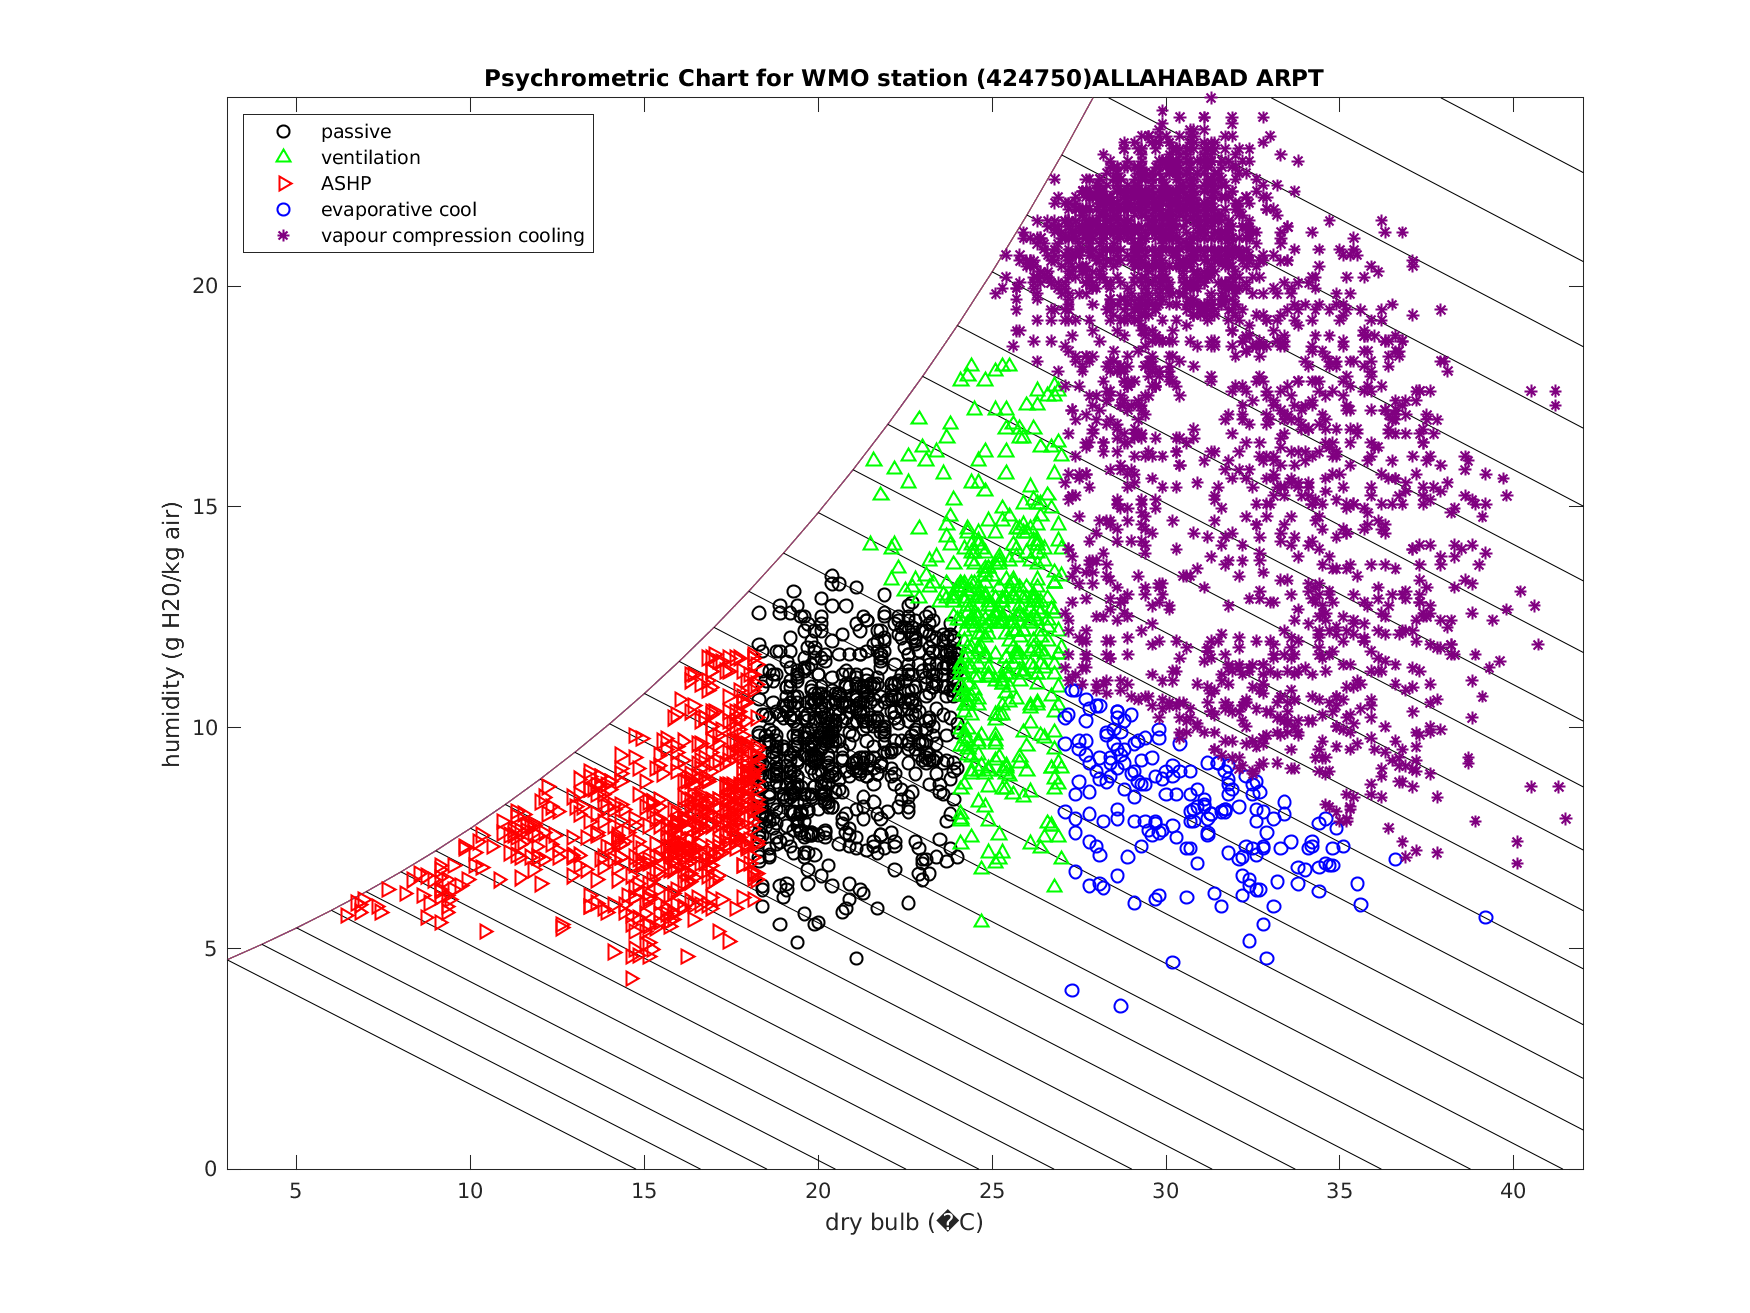 Psychrometric Chart for WMO station (424750)ALLAHABAD ARPT
passive
ventilation
ASHP
evaporative cool
vapour compression cooling
humidity (g H20/kg air)
20
15
10
5
0
5 10 15 20 25 30 35 40
dry bulb (�C)